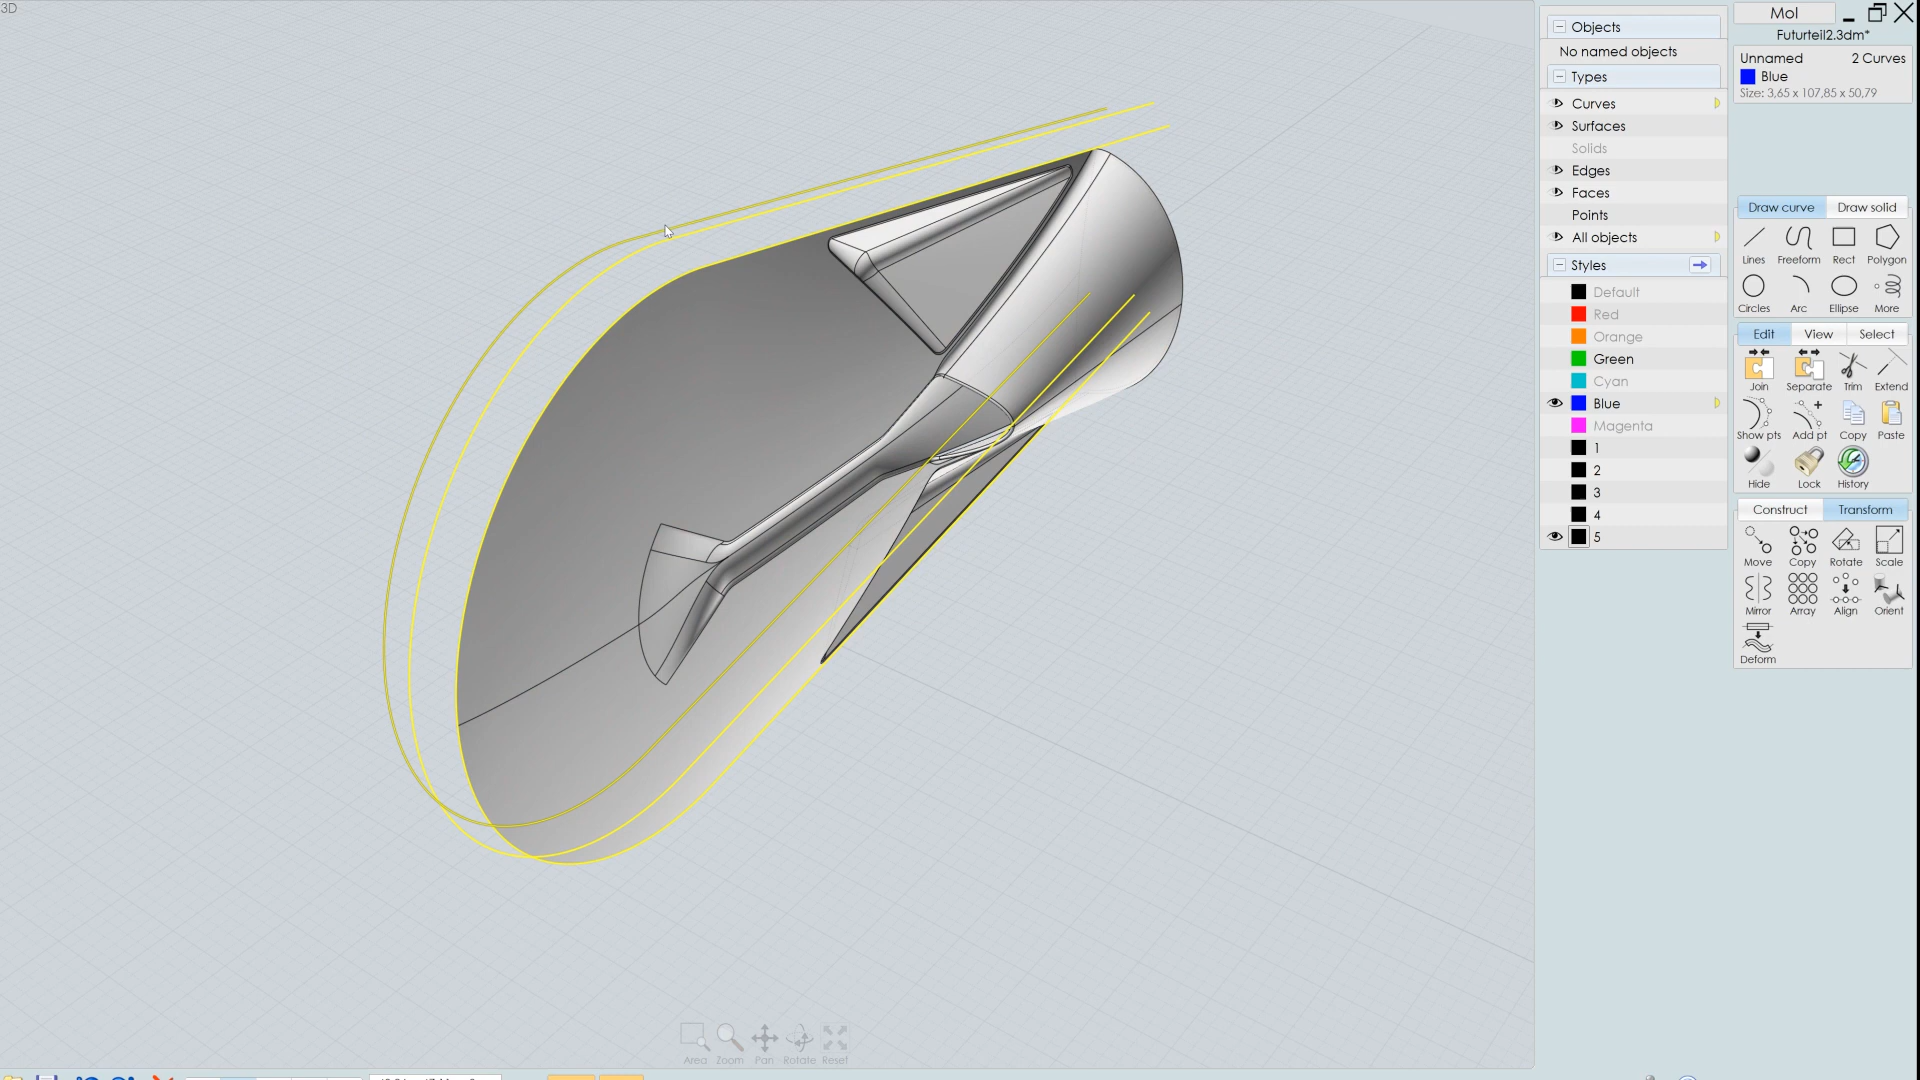 3D
Objects
No named objects
Types
Curves
Surfaces
Solids
Edges
Faces
Points
All objects
Styles
Default
Red
Orange
Green
Cyan
Blue
Magenta
1
2
3
4
5
MoI
Futurteil2.3dm*
Unnamed 2 Curves
Blue
Size: 3,65 x 107,85 x 50,79
Draw curve Draw solid
Lines Freeform Rect Polygon
Circles Arc Ellipse More
Edit View Select
Join Separate Trim Extend
Show pts Add pt Copy Paste
Hide Lock History
Construct Transform
Move Copy Rotate Scale
Mirror Array Align Orient
Deform
Area Zoom Pan Rotate Reset